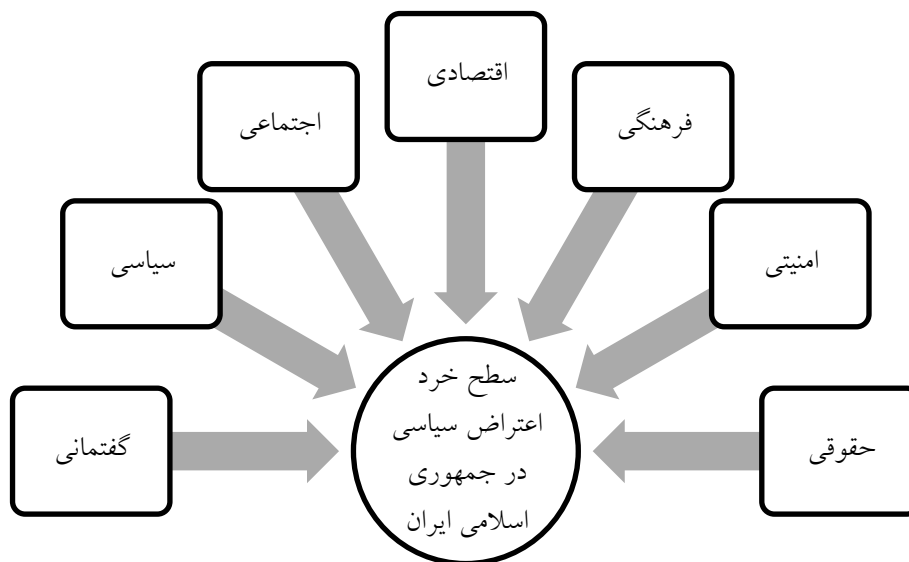 اقتصادی
اجتماعی
فرهنگی
سیاسی
امنیتی
گفتمانی
حقوقی
سطح خرد
اعتراض سیاسی
در جمهوری
اسلامی ایران